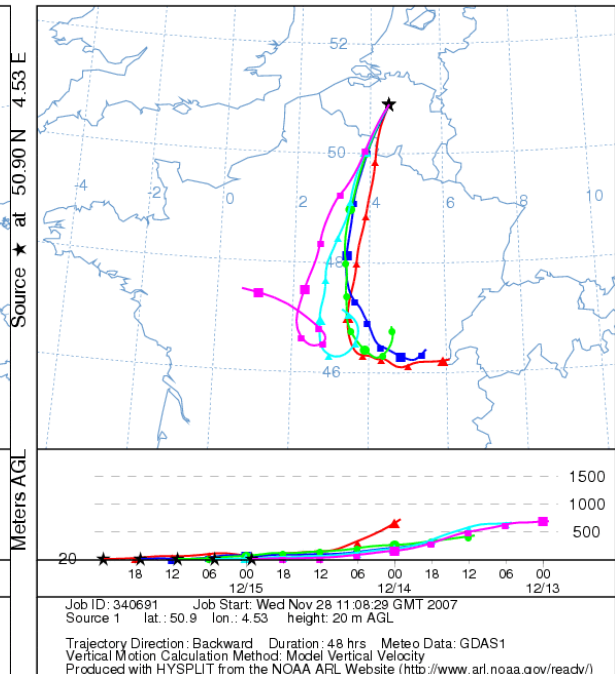 Source ★ at 50.90 N 4.53 E
52
50
48
46
-4 -2 0 2 4 6 8 10
Meters AGL
1500
1000
500
20
18 12 06 00 18 12 06 00 18 12 06 00
12/15 12/14 12/13
Job ID: 340691 Job Start: Wed Nov 28 11:08:29 GMT 2007
Source 1 lat.: 50.9 lon.: 4.53 height: 20 m AGL
Trajectory Direction: Backward Duration: 48 hrs Meteo Data: GDAS1
Vertical Motion Calculation Method: Model Vertical Velocity
Produced with HYSPLIT from the NOAA ARL Website (http://www.arl.noaa.gov/ready/)